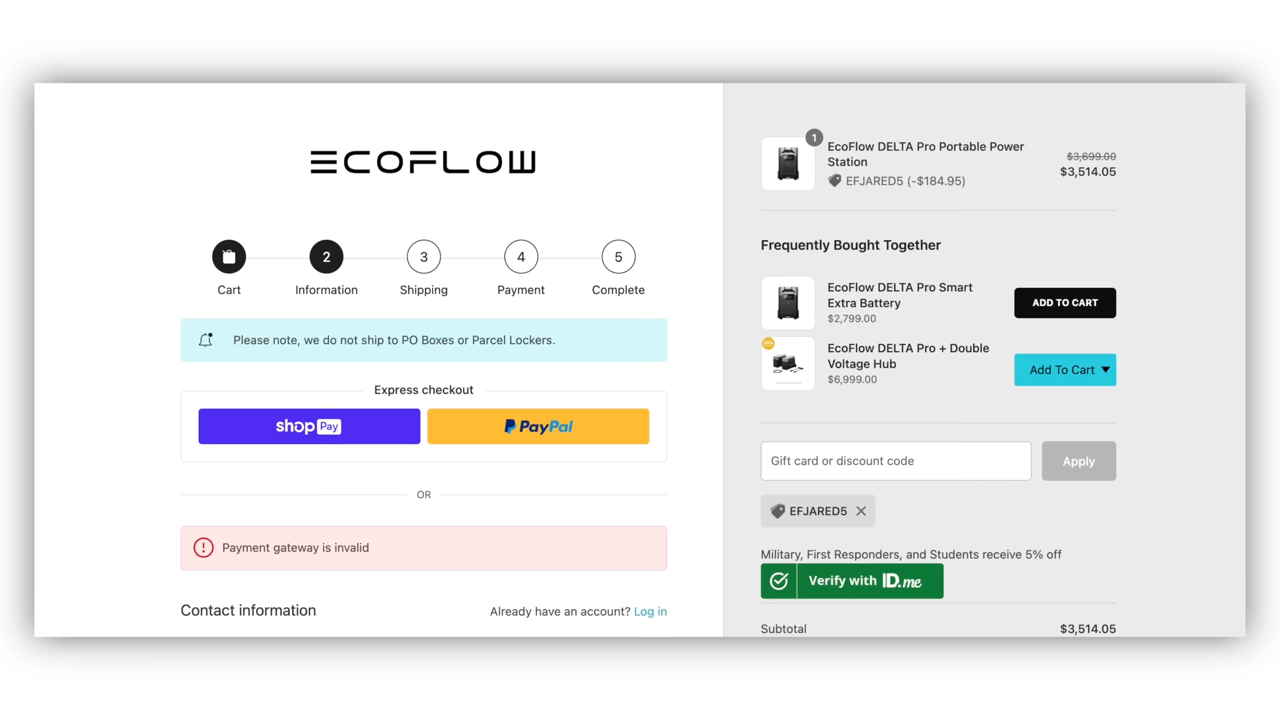 ECOFLOW
2
3
4
5
Cart
Information
Shipping
Payment
Complete
Please note, we do not ship to PO Boxes or Parcel Lockers.
Express checkout
shop Pay
PayPal
OR
Payment gateway is invalid
Contact information
Already have an account? Log in
1
EcoFlow DELTA Pro Portable Power
Station
EFJARED5 (-$184.95)
$3,699.00
$3,514.05
Frequently Bought Together
EcoFlow DELTA Pro Smart
Extra Battery
$2,799.00
ADD TO CART
EcoFlow DELTA Pro + Double
Voltage Hub
$6,999.00
Add To Cart
Gift card or discount code
Apply
EFJARED5
Military, First Responders, and Students receive 5% off
Verify with ID.me
Subtotal
$3,514.05